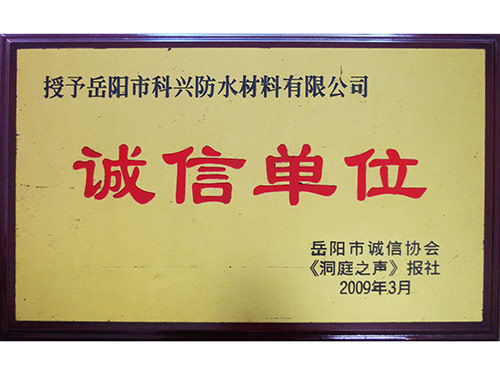 授予岳阳市科兴防水材料有限公司
诚信单位
岳阳市诚信协会
《洞庭之声》报社
2009年3月